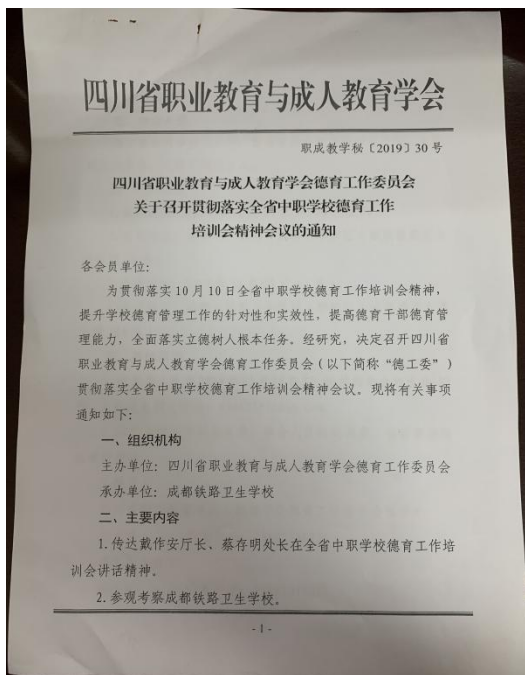 四川省职业教育与成人教育学会
职成教学秘〔2019〕30号
四川省职业教育与成人教育学会德育工作委员会
关于召开贯彻落实全省中职学校德育工作
培训会精神会议的通知
各会员单位:
为贯彻落实10月10日全省中职学校德育工作培训会精神,
提升学校德育管理工作的针对性和实效性，提高德育干部德育管
理能力，全面落实立德树人根本任务。经研究，决定召开四川省
职业教育与成人教育学会德育工作委员会（以下简称“德工委”）
贯彻落实全省中职学校德育工作培训会精神会议。现将有关事项
通知如下:
一、组织机构
主办单位：四川省职业教育与成人教育学会德育工作委员会
承办单位：成都铁路卫生学校
二、主要内容
1.传达戴作安厅长、蔡存明处长在全省中职学校德育工作培
训会讲话精神。
2.参观考察成都铁路卫生学校。
- 1 -